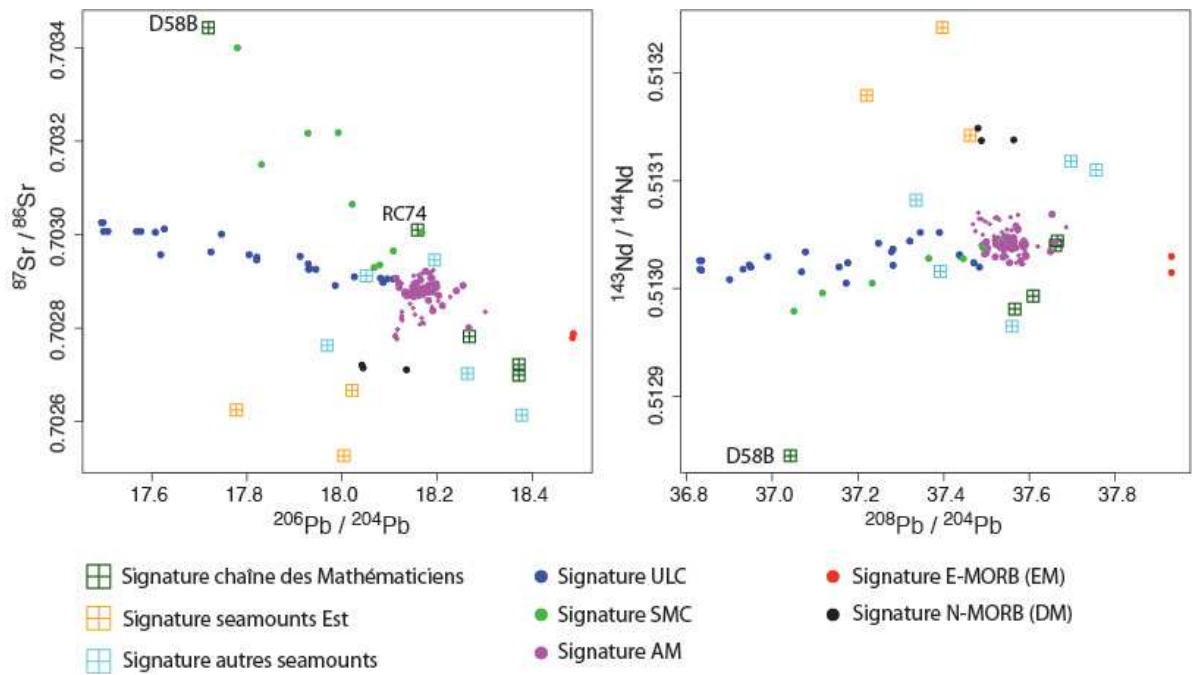 D58B
RC74
0.7034
0.7032
0.7030
0.7028
0.7026
87Sr / 86Sr
17.6 17.8 18.0 18.2 18.4
206Pb / 204Pb
0.5132
0.5131
0.5130
0.5129
143Nd / 144Nd
D58B
36.8 37.0 37.2 37.4 37.6 37.8
208Pb / 204Pb
Signature chaîne des Mathématiciens
Signature seamounts Est
Signature autres seamounts
Signature ULC
Signature SMC
Signature AM
Signature E-MORB (EM)
Signature N-MORB (DM)